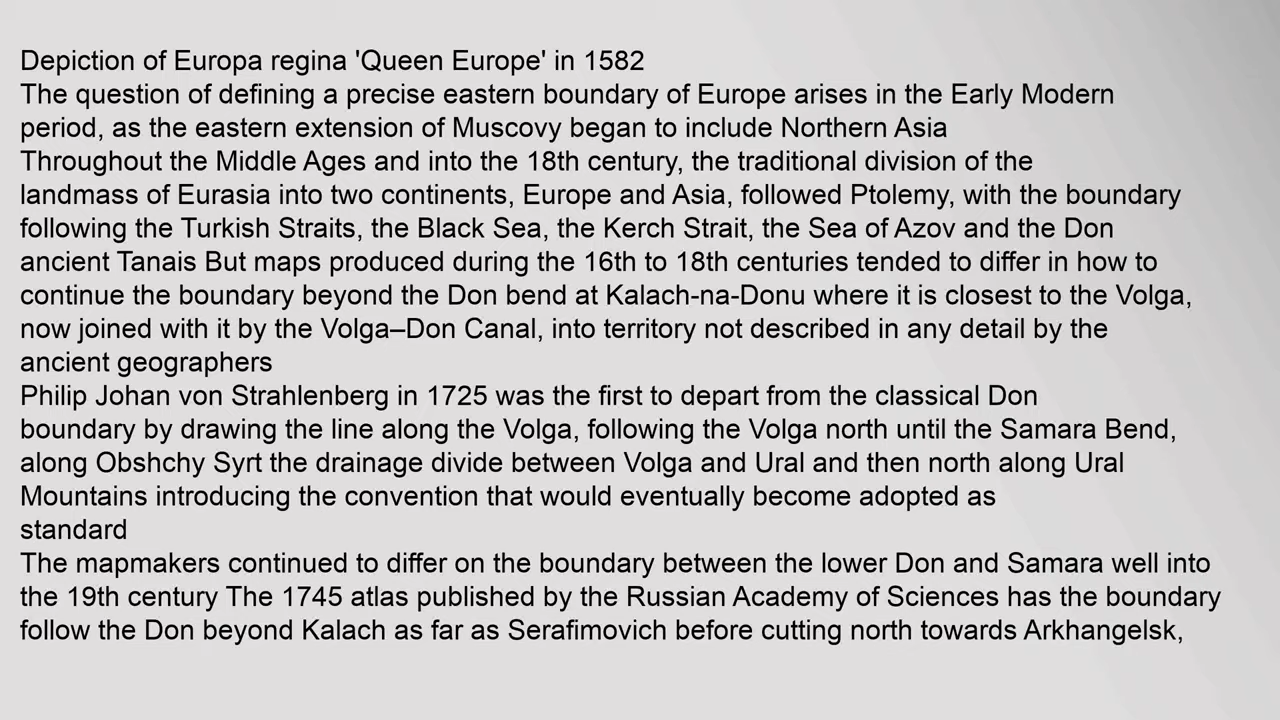 Depiction of Europa regina 'Queen Europe' in 1582
The question of defining a precise eastern boundary of Europe arises in the Early Modern
period, as the eastern extension of Muscovy began to include Northern Asia
Throughout the Middle Ages and into the 18th century, the traditional division of the
landmass of Eurasia into two continents, Europe and Asia, followed Ptolemy, with the boundary
following the Turkish Straits, the Black Sea, the Kerch Strait, the Sea of Azov and the Don
ancient Tanais But maps produced during the 16th to 18th centuries tended to differ in how to
continue the boundary beyond the Don bend at Kalach-na-Donu where it is closest to the Volga,
now joined with it by the Volga–Don Canal, into territory not described in any detail by the
ancient geographers
Philip Johan von Strahlenberg in 1725 was the first to depart from the classical Don
boundary by drawing the line along the Volga, following the Volga north until the Samara Bend,
along Obshchy Syrt the drainage divide between Volga and Ural and then north along Ural
Mountains introducing the convention that would eventually become adopted as
standard
The mapmakers continued to differ on the boundary between the lower Don and Samara well into
the 19th century The 1745 atlas published by the Russian Academy of Sciences has the boundary
follow the Don beyond Kalach as far as Serafimovich before cutting north towards Arkhangelsk,